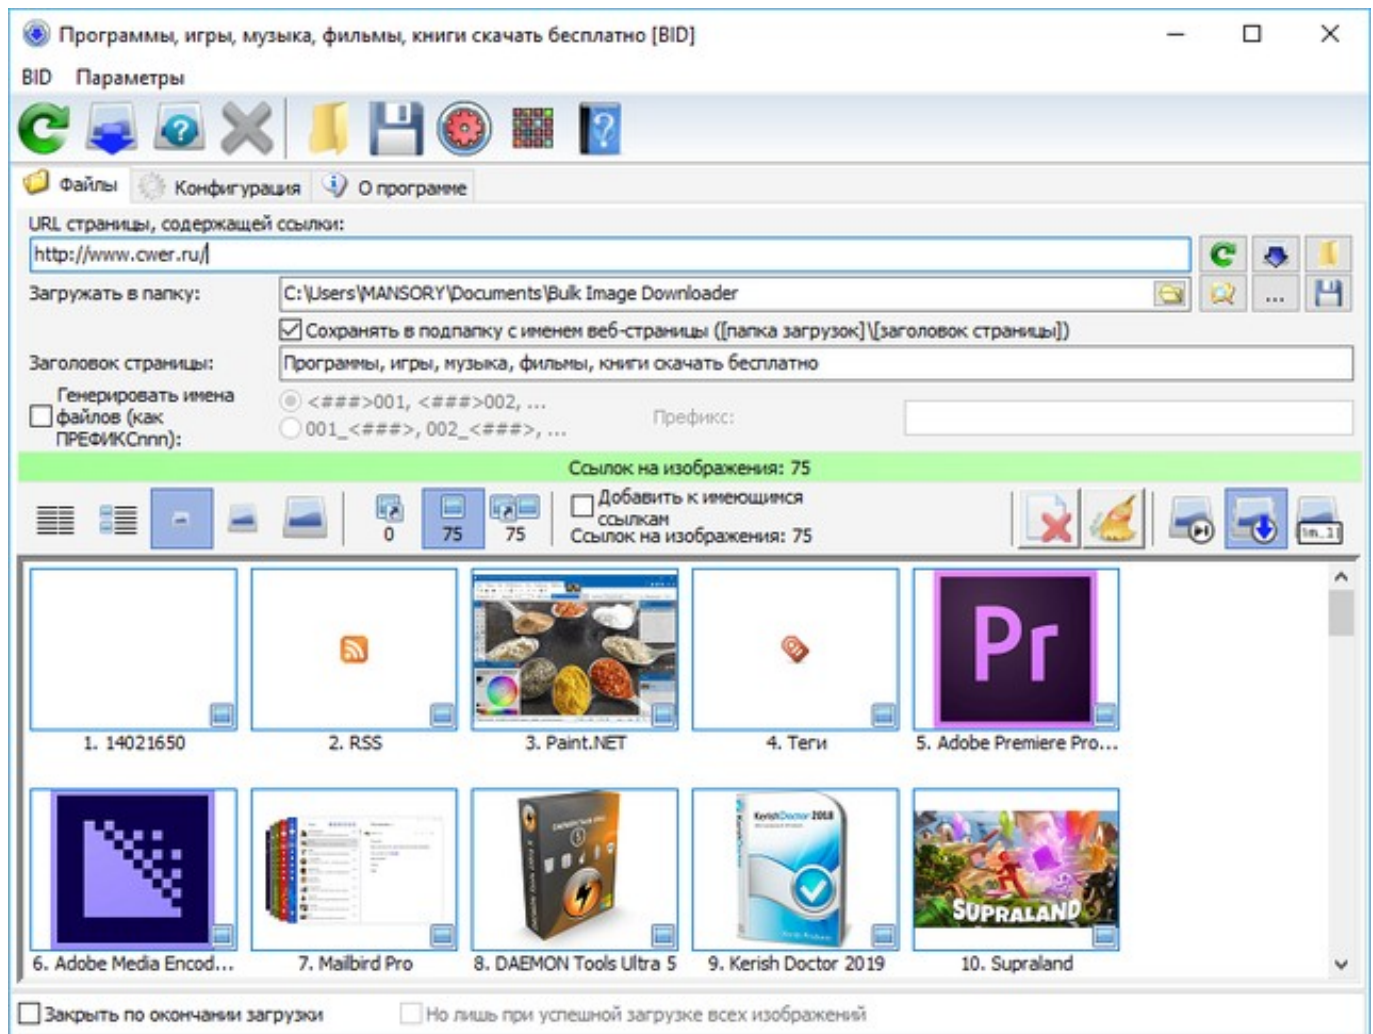 Программы, игры, музыка, фильмы, книги скачать бесплатно [BID]
BID Параметры
Файлы Конфигурация О программе
URL страницы, содержащей ссылки:
http://www.cwer.ru/
Загружать в папку: C:\Users\MANSORY\Documents\Bulk Image Downloader ...
Сохранять в подпапку с именем веб-страницы ([папка загрузок]\[заголовок страницы])
Заголовок страницы: Программы, игры, музыка, фильмы, книги скачать бесплатно
Генерировать имена
файлов (как
ПРЕФИКСnnn):
<###>001, <###>002, ...
001_<###>, 002_<###>, ...
Префикс:
Ссылок на изображения: 75
0 75 75
Добавить к имеющимся
ссылкам
Ссылок на изображения: 75
Pr
1. 14021650 2. RSS 3. Paint.NET 4. Теги 5. Adobe Premiere Pro...
KerishDoctor 2018
SUPRALAND
6. Adobe Media Encod... 7. Mailbird Pro 8. DAEMON Tools Ultra 5 9. Kerish Doctor 2019 10. Supraland
Закрыть по окончании загрузки Но лишь при успешной загрузке всех изображений